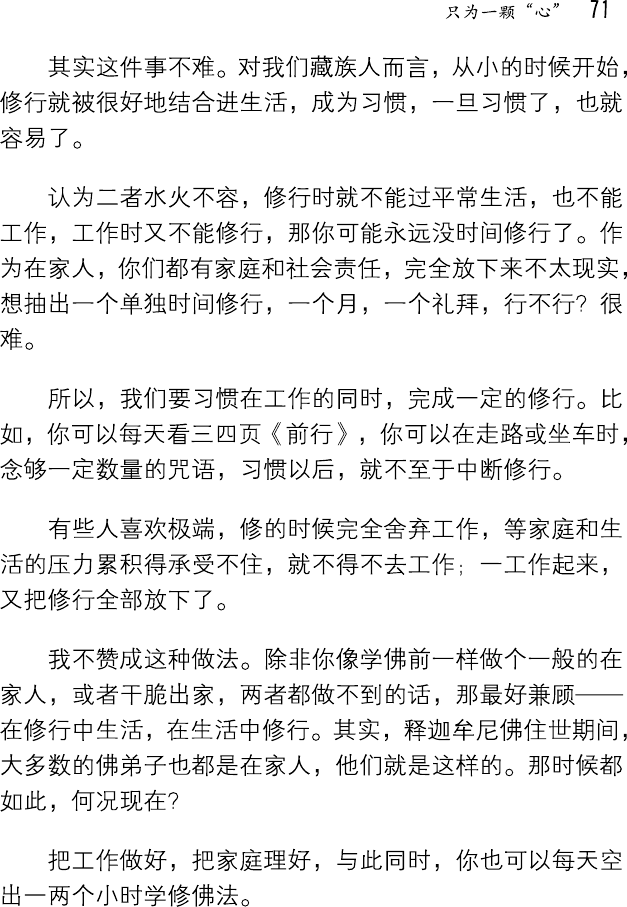 只为一颗“心” 71
其实这件事不难。对我们藏族人而言，从小的时候开始，
修行就被很好地结合进生活，成为习惯，一旦习惯了，也就
容易了。
认为二者水火不容，修行时就不能过平常生活，也不能
工作，工作时又不能修行，那你可能永远没时间修行了。作
为在家人，你们都有家庭和社会责任，完全放下来不太现实，
想抽出一个单独时间修行，一个月，一个礼拜，行不行？很
难。
所以，我们要习惯在工作的同时，完成一定的修行。比
如，你可以每天看三四页《前行》，你可以在走路或坐车时，
念够一定数量的咒语，习惯以后，就不至于中断修行。
有些人喜欢极端，修的时候完全舍弃工作，等家庭和生
活的压力累积得承受不住，就不得不去工作；一工作起来，
又把修行全部放下了。
我不赞成这种做法。除非你像学佛前一样做个一般的在
家人，或者干脆出家，两者都做不到的话，那最好兼顾——
在修行中生活，在生活中修行。其实，释迦牟尼佛住世期间，
大多数的佛弟子也都是在家人，他们就是这样的。那时候都
如此，何况现在？
把工作做好，把家庭理好，与此同时，你也可以每天空
出一两个小时学修佛法。